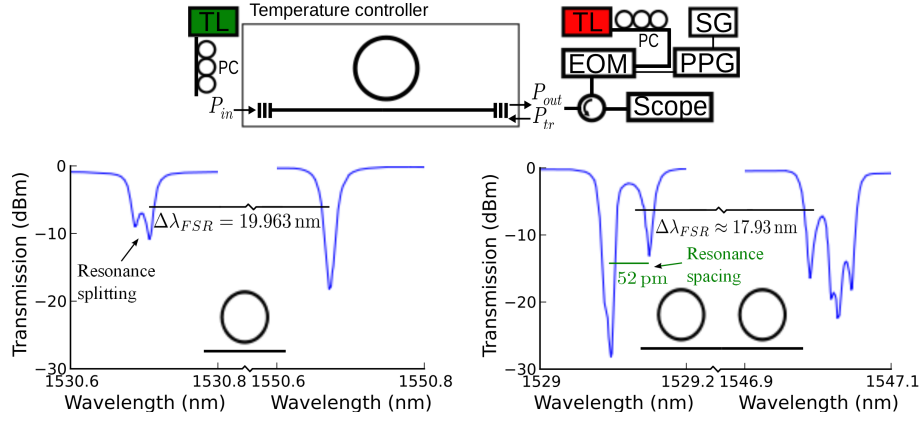 Temperature controller
TL
PC
P_in
P_out
P_tr
TL
PC
SG
EOM
PPG
Scope
Transmission (dBm)
0
−10
−20
−30
Δλ_FSR = 19.963 nm
Resonance
splitting
1530.6
1530.8
1550.6
1550.8
Wavelength (nm)
Wavelength (nm)
Transmission (dBm)
0
−10
−20
−30
Δλ_FSR ≈ 17.93 nm
Resonance
spacing
52 pm
1529
1529.2
1546.9
1547.1
Wavelength (nm)
Wavelength (nm)